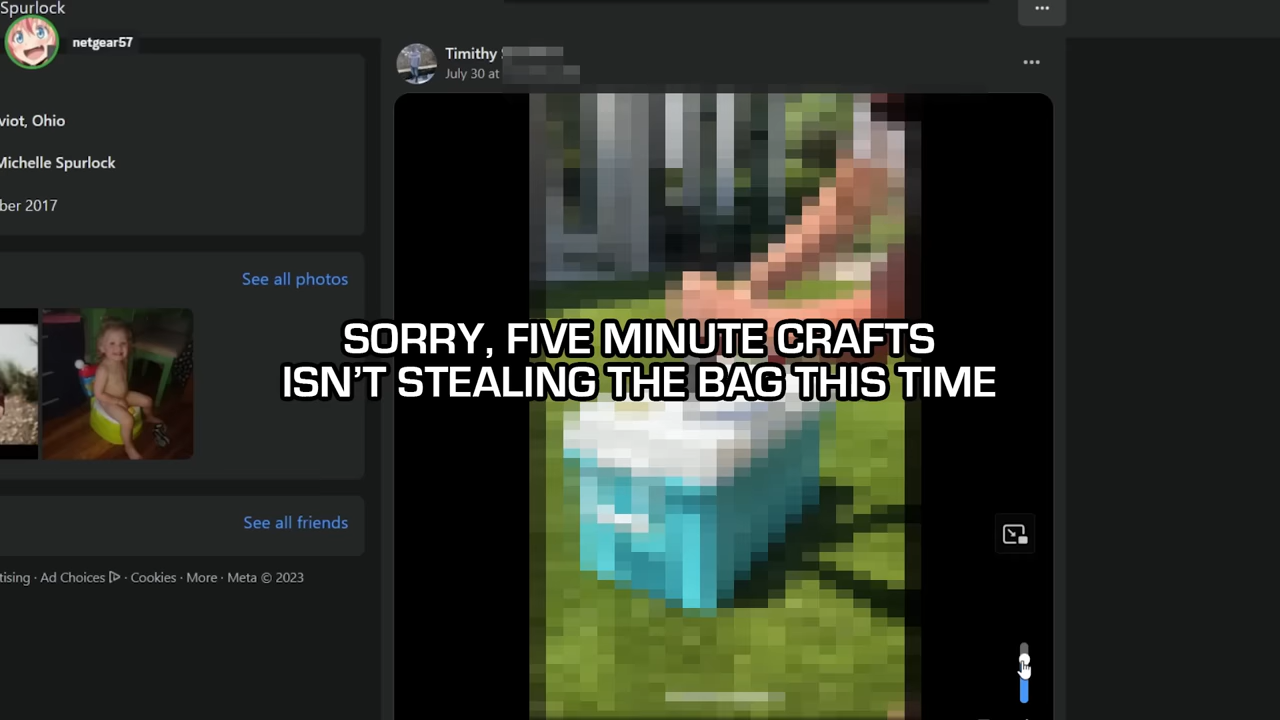 Spurlock
netgear57
viot, Ohio
Michelle Spurlock
ber 2017
See all photos
See all friends
tising · Ad Choices · Cookies · More · Meta © 2023
Timithy
July 30 at
SORRY, FIVE MINUTE CRAFTS
ISN'T STEALING THE BAG THIS TIME